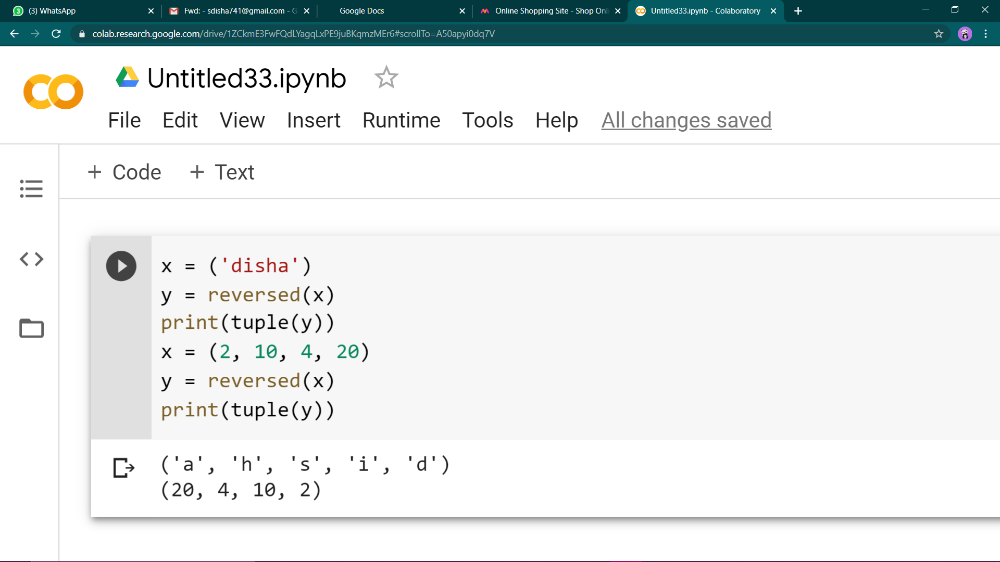 3 (3) WhatsApp
Fwd: - sdisha741@gmail.com - G
Google Docs
Online Shopping Site - Shop Onli
Untitled33.ipynb - Colaboratory
colab.research.google.com/drive/1ZCkmE3FwFQdLYagqLxPE9juBKqmzMEr6#scrollTo=A50apyi0dq7V
Untitled33.ipynb
File Edit View Insert Runtime Tools Help All changes saved
+ Code + Text
x = ('disha')
y = reversed(x)
print(tuple(y))
x = (2, 10, 4, 20)
y = reversed(x)
print(tuple(y))
('a', 'h', 's', 'i', 'd')
(20, 4, 10, 2)